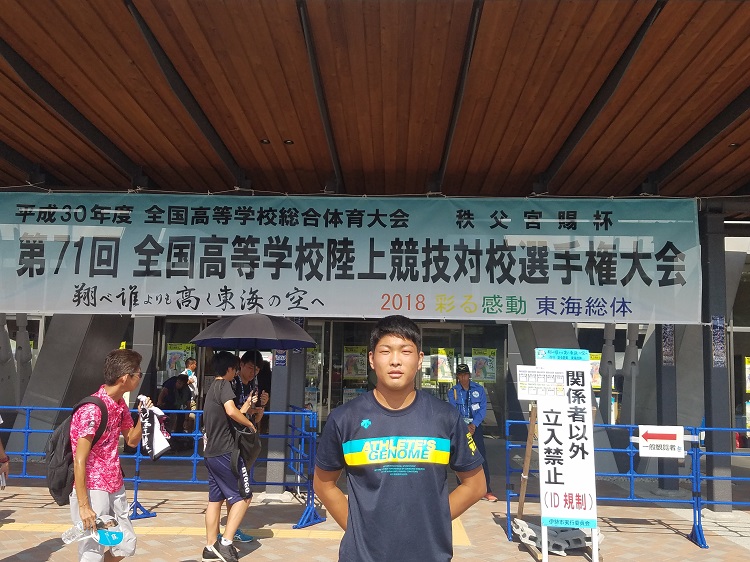 平成30年度 全国高等学校総合体育大会 秩父宮賜杯
第71回 全国高等学校陸上競技対校選手権大会
翔べ誰よりも高く東海の空へ 2018 彩る感動 東海総体
ATHLETE'S
GENOME
関係者以外
立入禁止
(ID規制)
一般観覧
HYOGO